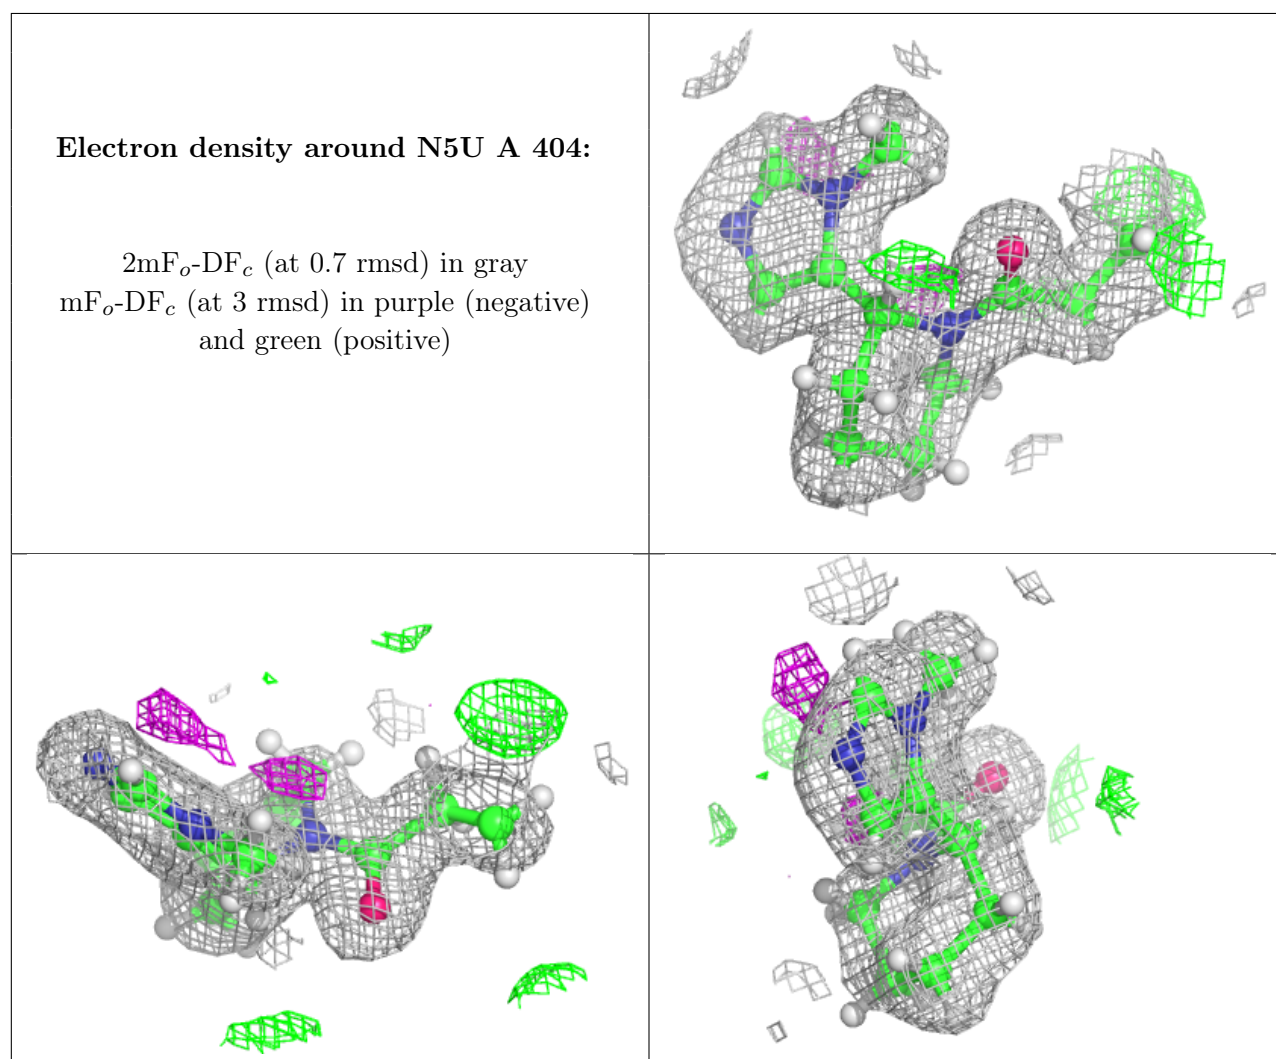 Electron density around N5U A 404:
2mFo-DFc (at 0.7 rmsd) in gray
mFo-DFc (at 3 rmsd) in purple (negative)
and green (positive)